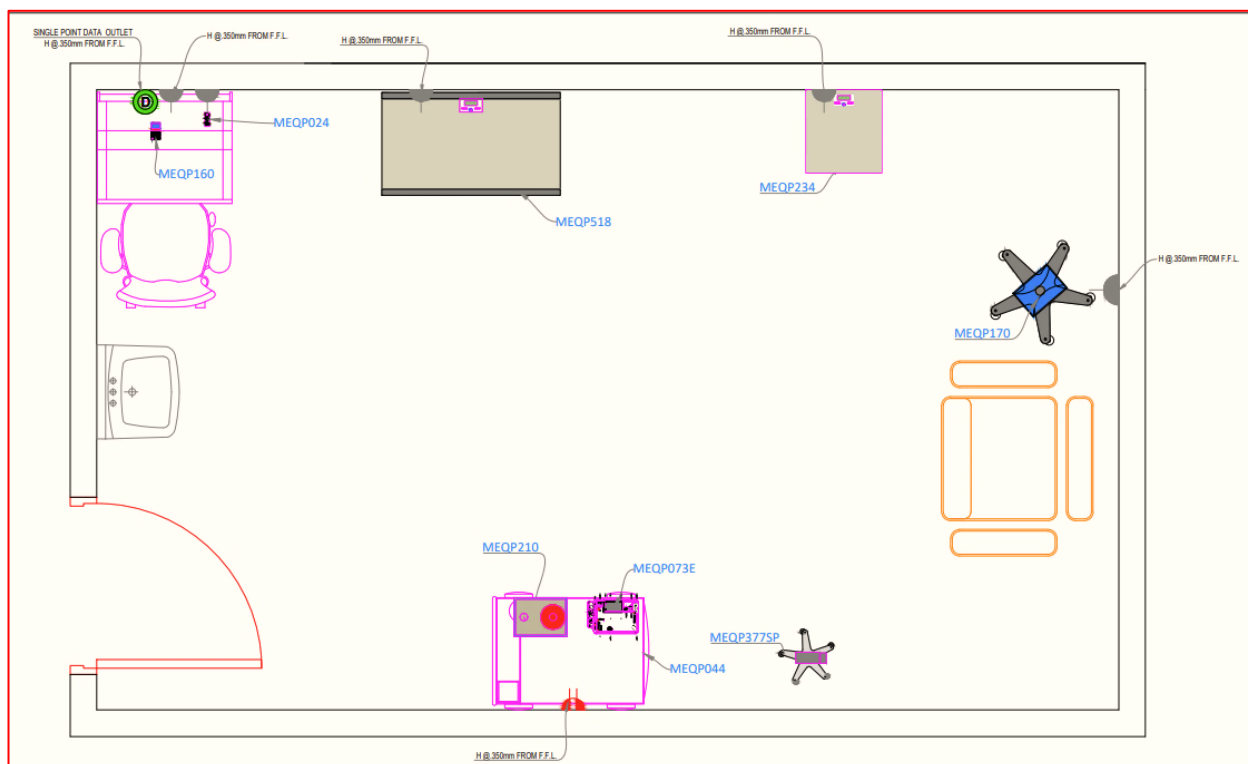 SINGLE POINT DATA OUTLET
H @.350mm FROM F.F.L.
H @.350mm FROM F.F.L.
H @.350mm FROM F.F.L.
H @.350mm FROM F.F.L.
D
MEQP024
MEQP160
MEQP518
MEQP234
H @.350mm FROM F.F.L.
MEQP170
MEQP210
MEQP073E
MEQP377SP
MEQP044
H @.350mm FROM F.F.L.